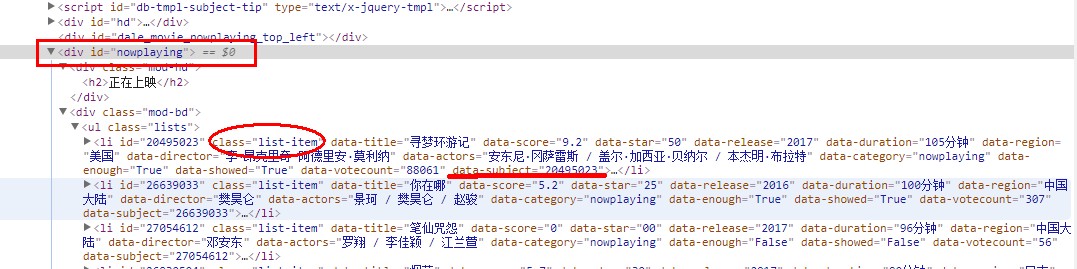 ▶<script id="db-tmpl-subject-tip" type="text/x-jquery-tmpl">…</script>
▶<div id="hd">…</div>
<div id="dale_movie_nowplaying_top_left"></div>
▼<div id="nowplaying"> == $0
▼<div class="mod-hd">
<h2>正在上映</h2>
</div>
▼<div class="mod-bd">
▼<ul class="lists">
▶<li id="20495023" class="list-item" data-title="寻梦环游记" data-score="9.2" data-star="50" data-release="2017" data-duration="105分钟" data-region=
"美国" data-director="李·昂克里奇 阿德里安·莫利纳" data-actors="安东尼·冈萨雷斯 / 盖尔·加西亚·贝纳尔 / 本杰明·布拉特" data-category="nowplaying" data-
enough="True" data-showed="True" data-votecount="88061" data-subject="20495023">…</li>
▶<li id="26639033" class="list-item" data-title="你在哪" data-score="5.2" data-star="25" data-release="2016" data-duration="100分钟" data-region="中国
大陆" data-director="樊昊仑" data-actors="景珂 / 樊昊仑 / 赵骏" data-category="nowplaying" data-enough="True" data-showed="True" data-votecount="307"
data-subject="26639033">…</li>
▶<li id="27054612" class="list-item" data-title="笔仙咒怨" data-score="0" data-star="00" data-release="2017" data-duration="96分钟" data-region="中国大
陆" data-director="邓安东" data-actors="罗翔 / 李佳颖 / 江兰萱" data-category="nowplaying" data-enough="False" data-showed="False" data-votecount="56"
data-subject="27054612">…</li>